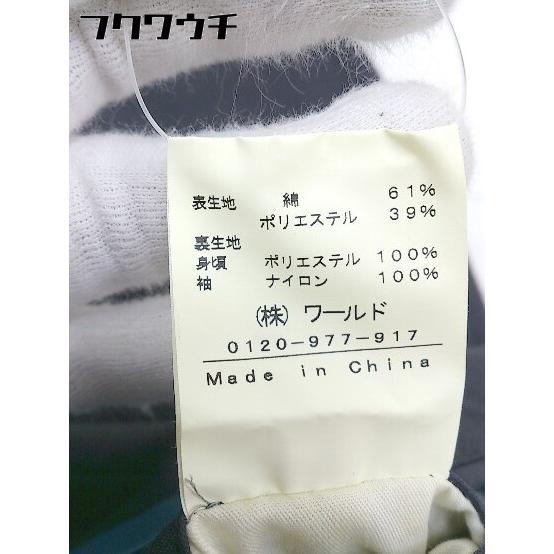 フクワウチ
表生地 綿 61%
ポリエステル 39%
裏生地
身頃 ポリエステル 100%
袖 ナイロン 100%
(株) ワールド
0120-977-917
Made in China